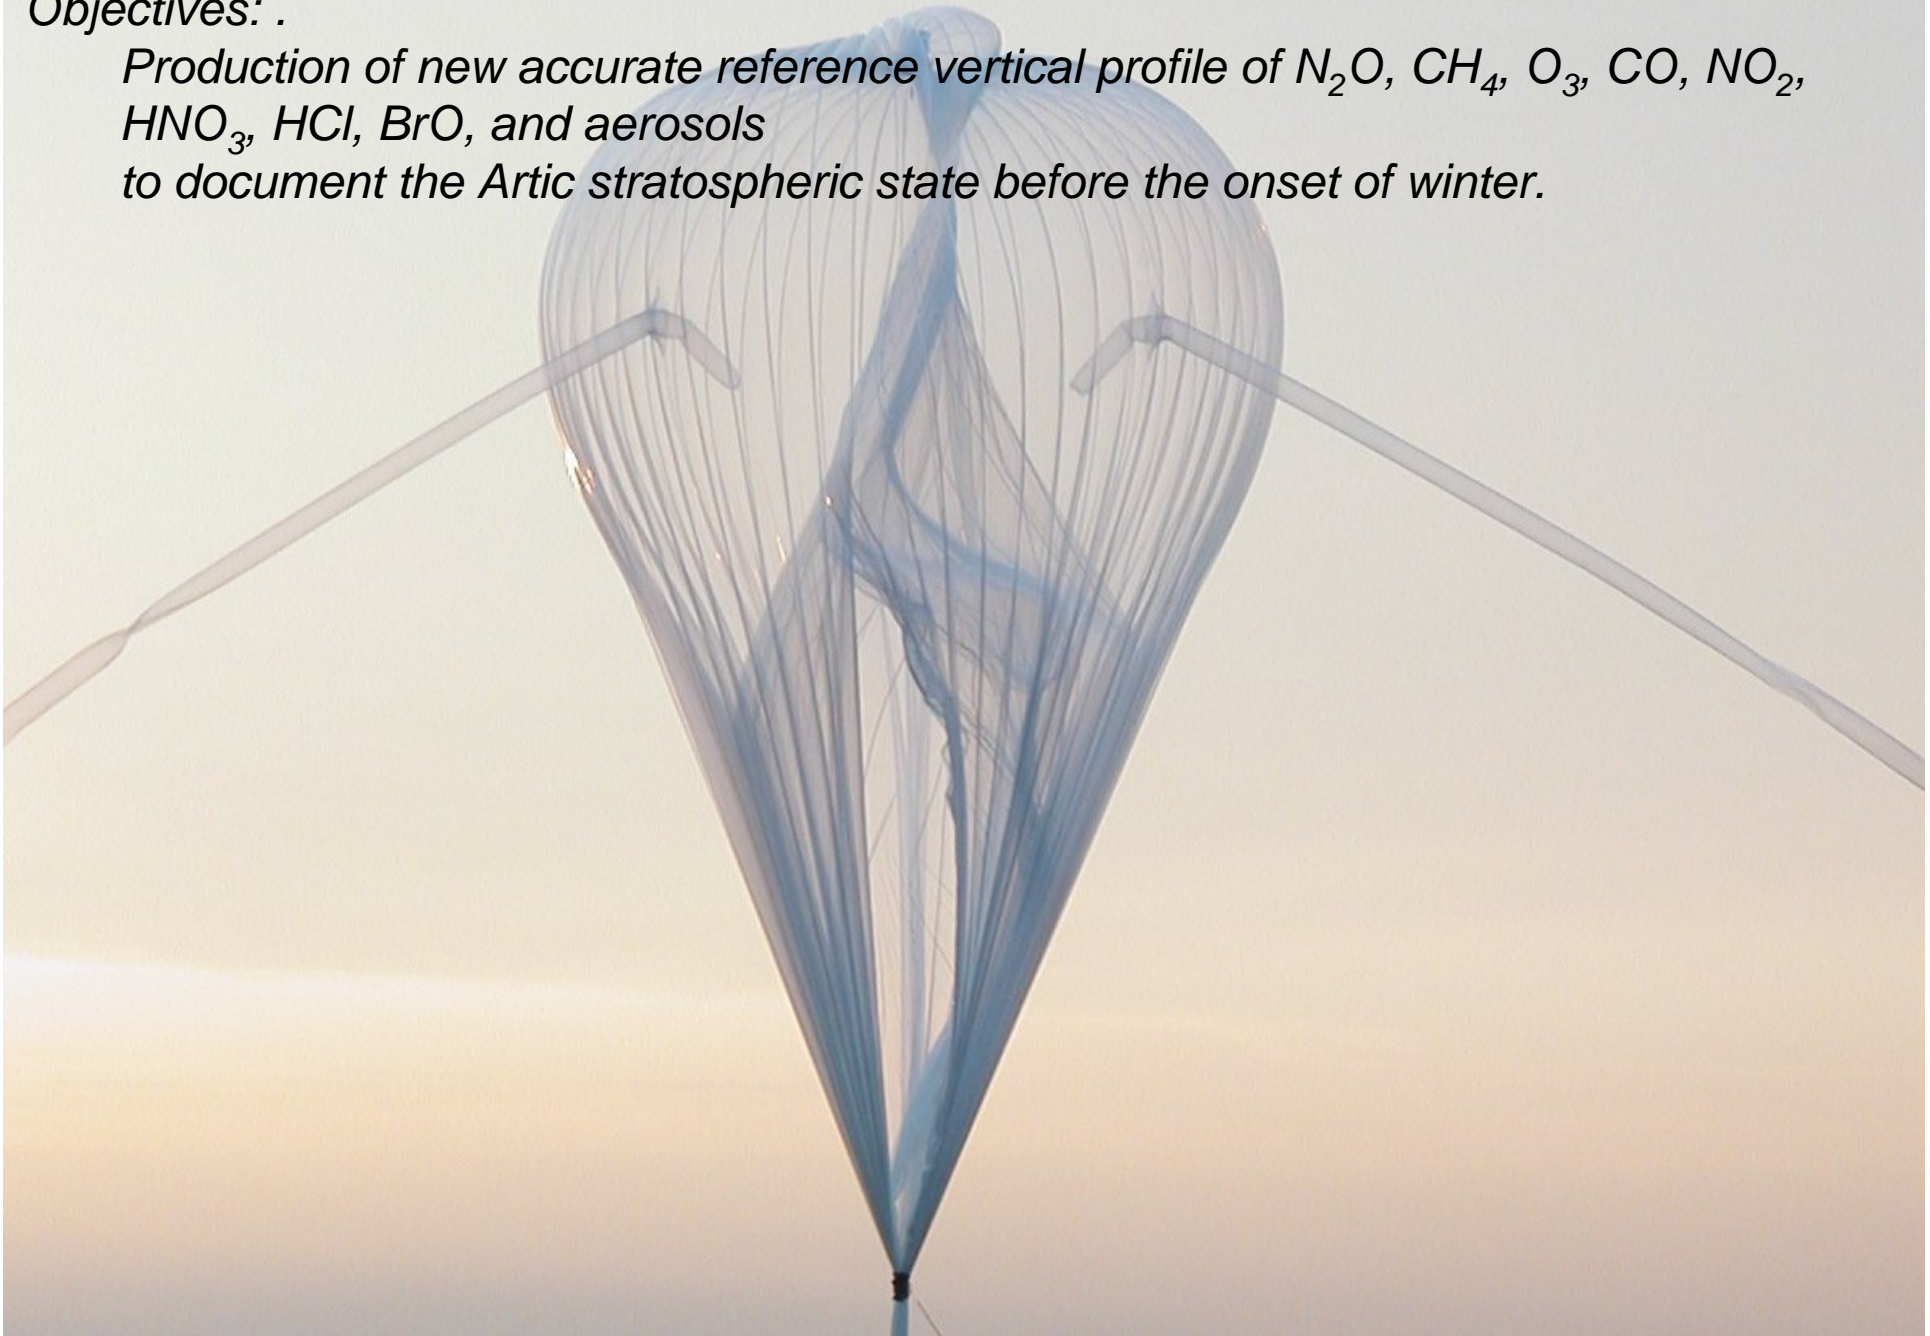 Objectives: .
Production of new accurate reference vertical profile of N₂O, CH₄, O₃, CO, NO₂,
HNO₃, HCl, BrO, and aerosols
to document the Artic stratospheric state before the onset of winter.